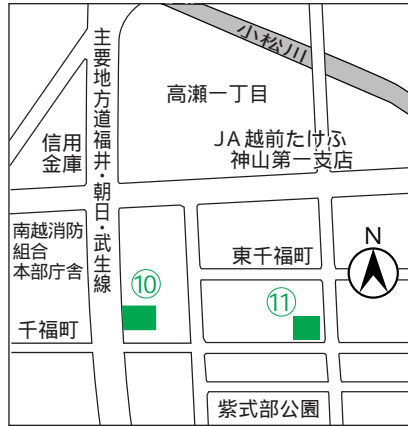 小松川
主要地方道福井・朝日・武生線
高瀬一丁目
信用
金庫
JA越前たけふ
神山第一支店
南越消防
組合
本部庁舎
東千福町
N
⑩
⑪
千福町
紫式部公園